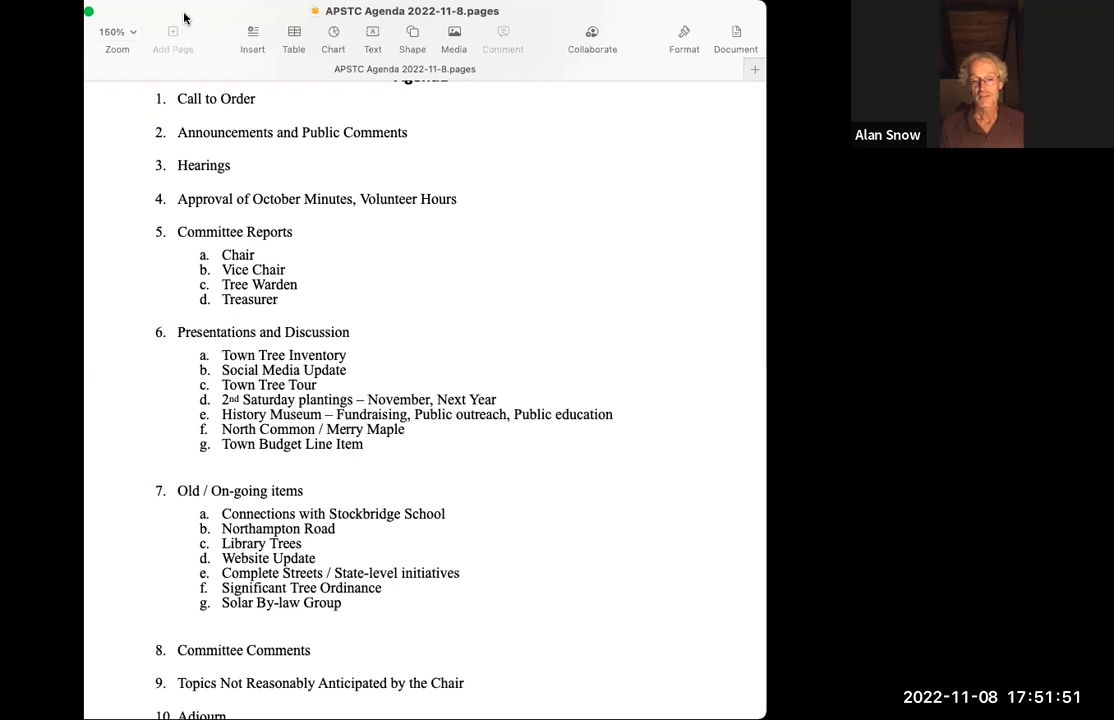 APSTC Agenda 2022-11-8.pages
150%
Zoom
Add Page
Insert
Table
Chart
Text
Shape
Media
Comment
Collaborate
Format
Document
APSTC Agenda 2022-11-8.pages
Agenda
1. Call to Order
2. Announcements and Public Comments
3. Hearings
4. Approval of October Minutes, Volunteer Hours
5. Committee Reports
a. Chair
b. Vice Chair
c. Tree Warden
d. Treasurer
6. Presentations and Discussion
a. Town Tree Inventory
b. Social Media Update
c. Town Tree Tour
d. 2nd Saturday plantings – November, Next Year
e. History Museum – Fundraising, Public outreach, Public education
f. North Common / Merry Maple
g. Town Budget Line Item
7. Old / On-going items
a. Connections with Stockbridge School
b. Northampton Road
c. Library Trees
d. Website Update
e. Complete Streets / State-level initiatives
f. Significant Tree Ordinance
g. Solar By-law Group
8. Committee Comments
9. Topics Not Reasonably Anticipated by the Chair
10. Adjourn
Alan Snow
2022-11-08 17:51:51